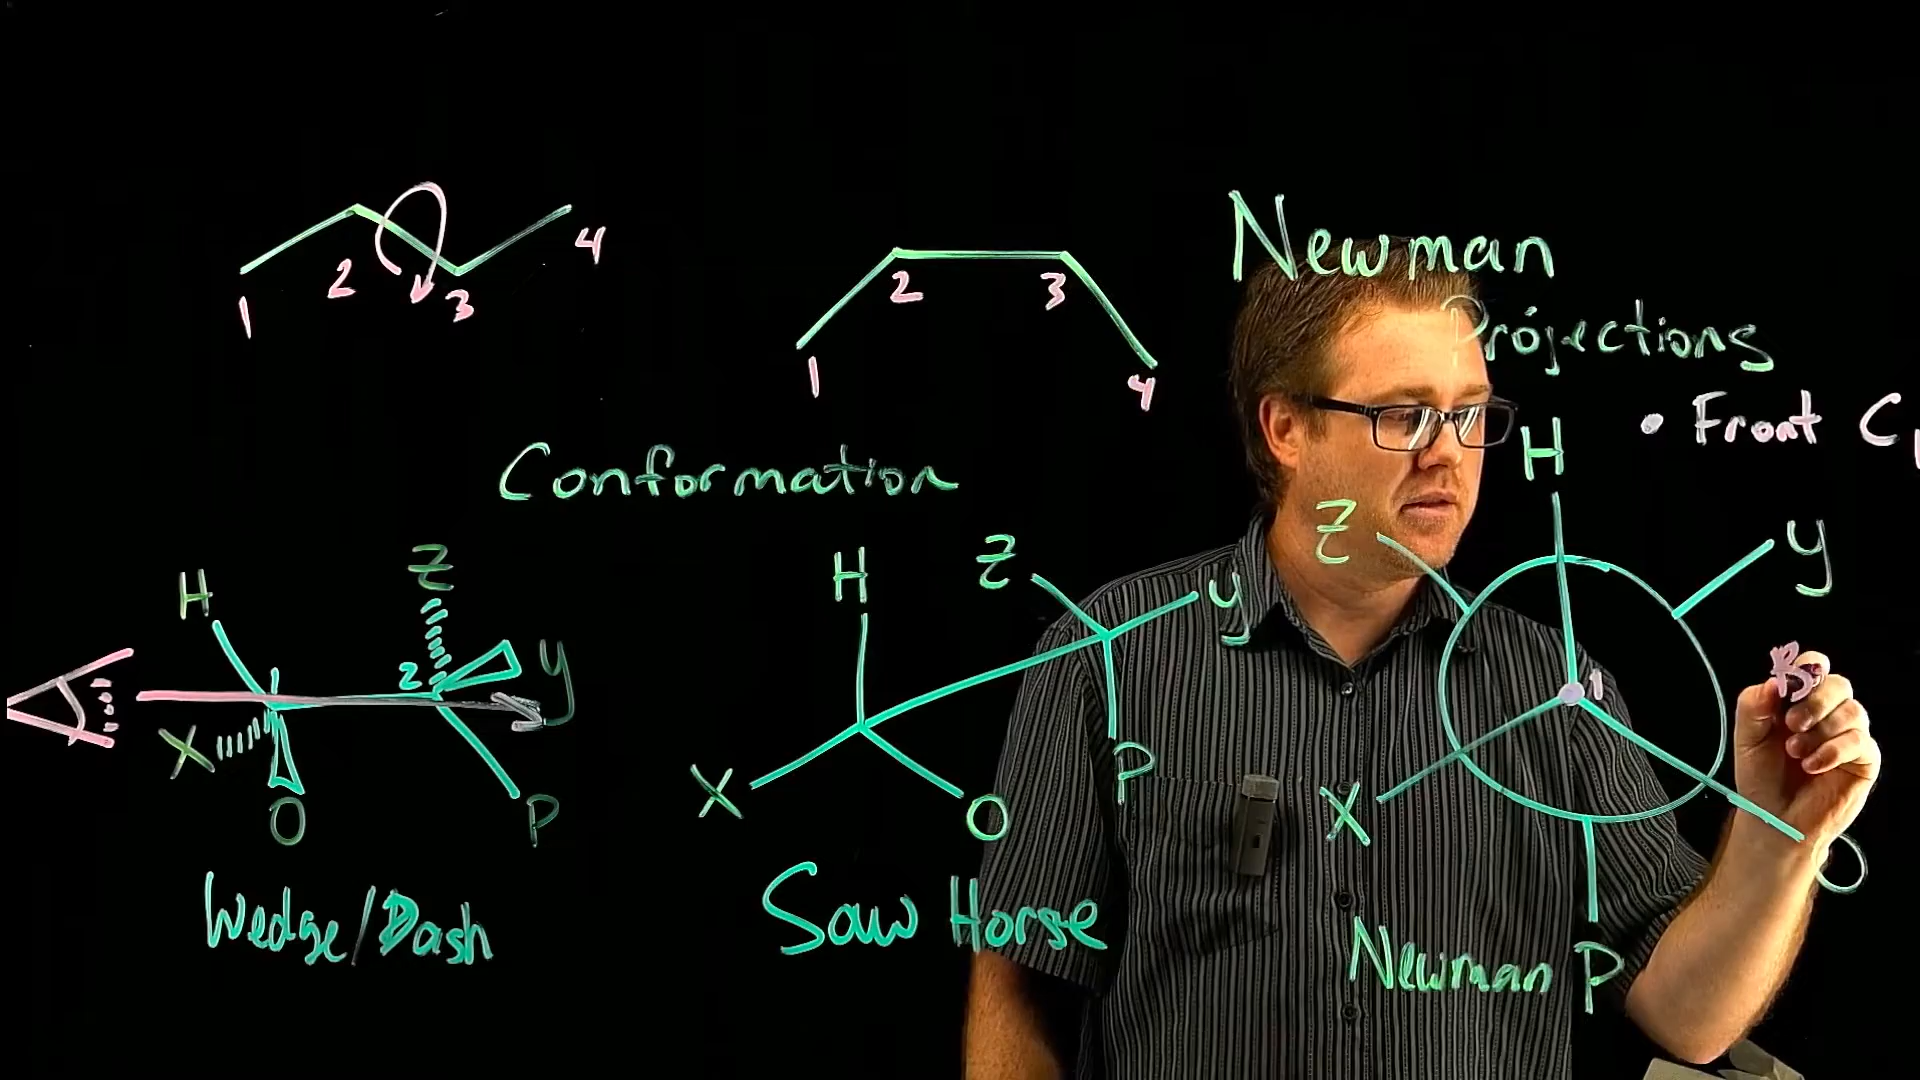 Newman
Projections
1 2 3 4
1 2 3 4
• Front C 1
Conformation
H X O 2 Z y P
H X O Z y P
H Z y 1 X O P
B
Wedge/Dash
Saw Horse
Newman